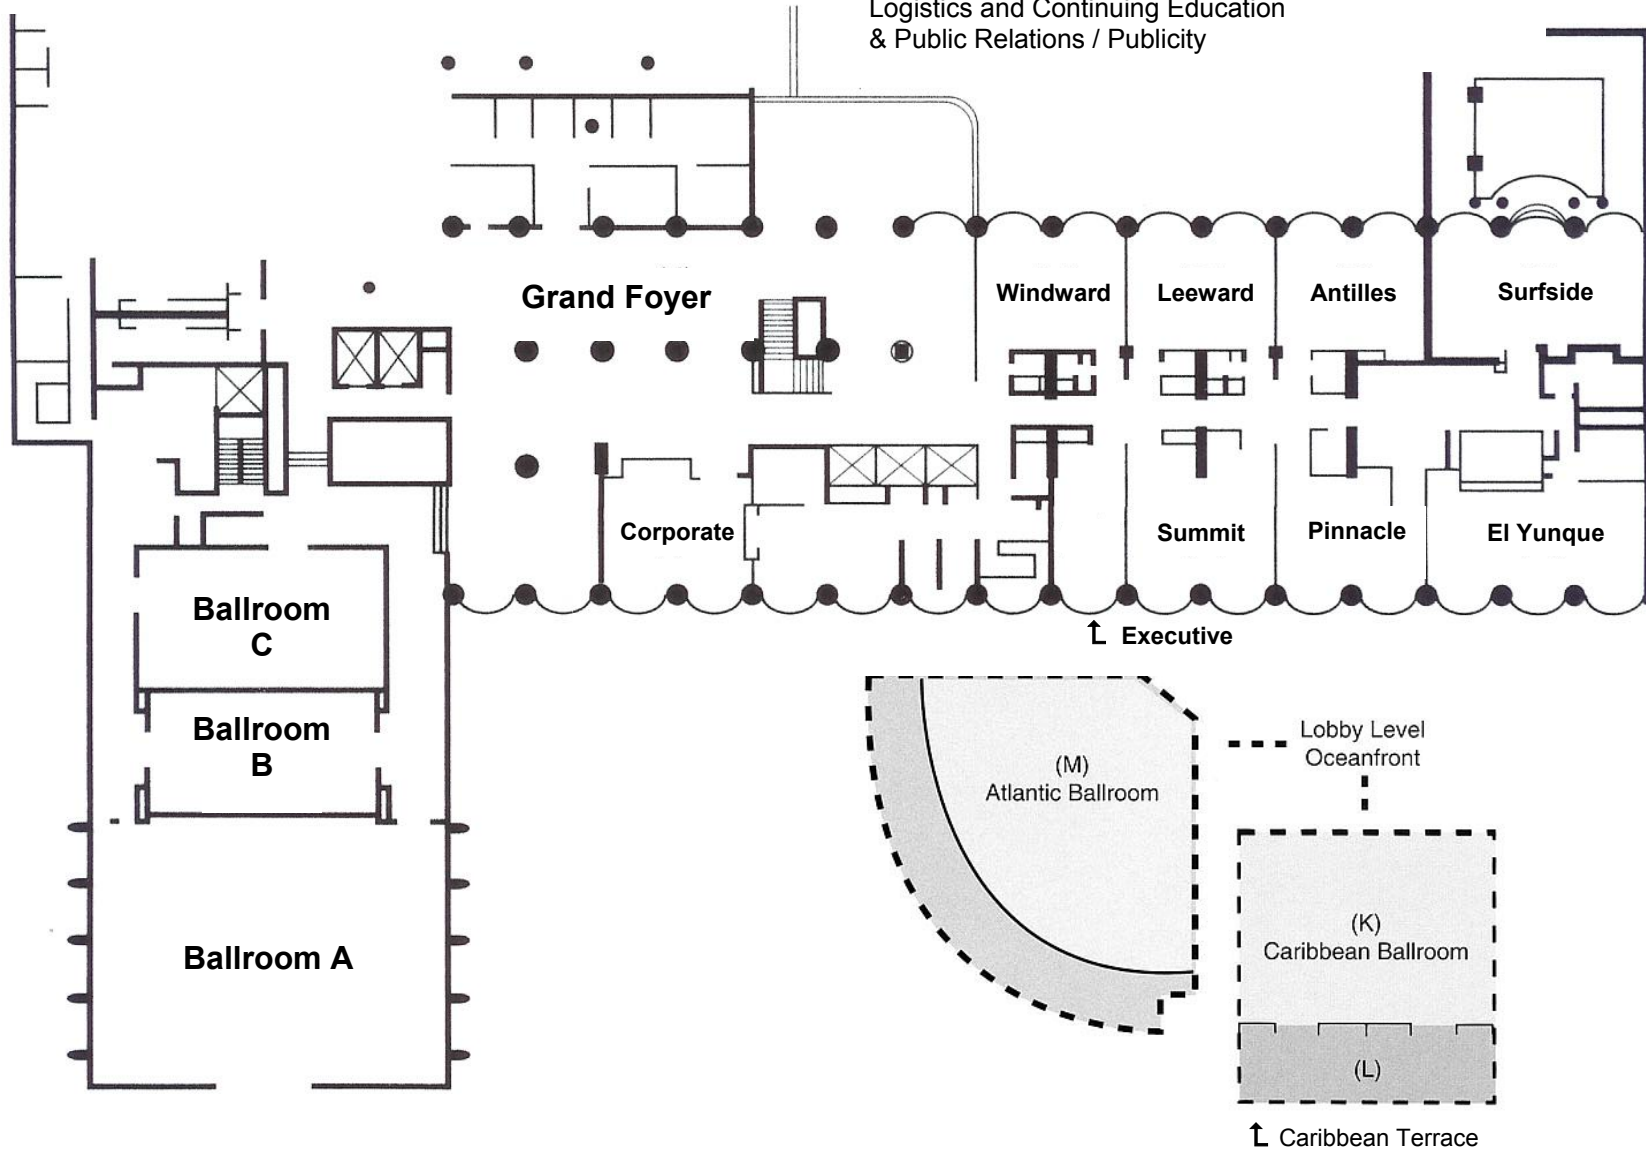 Logistics and Continuing Education
& Public Relations / Publicity
Grand Foyer
Windward
Leeward
Antilles
Surfside
Corporate
Summit
Pinnacle
El Yunque
Executive
Ballroom
C
Ballroom
B
Ballroom A
(M)
Atlantic Ballroom
Lobby Level
Oceanfront
(K)
Caribbean Ballroom
(L)
Caribbean Terrace